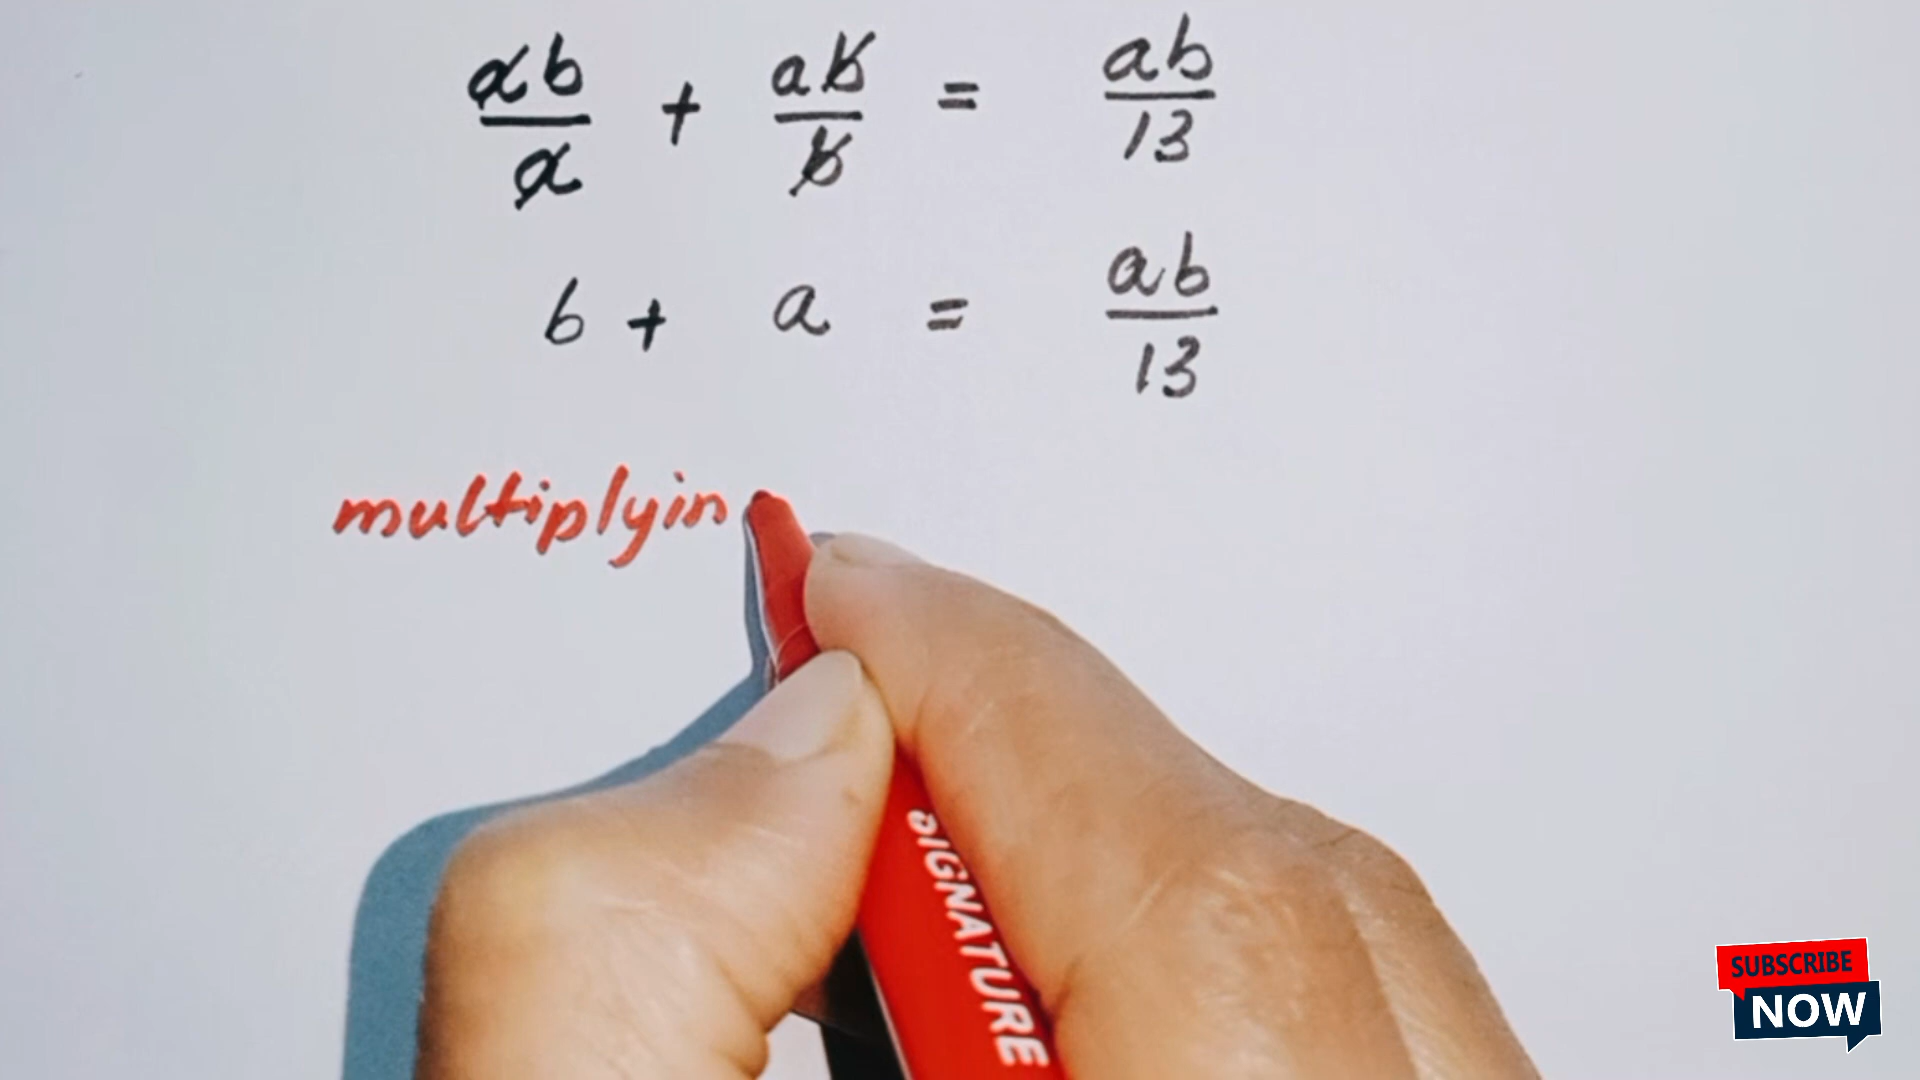 ab/a + ab/b = ab/13
b + a = ab/13
multiplyin
SIGNATURE
SUBSCRIBE
NOW